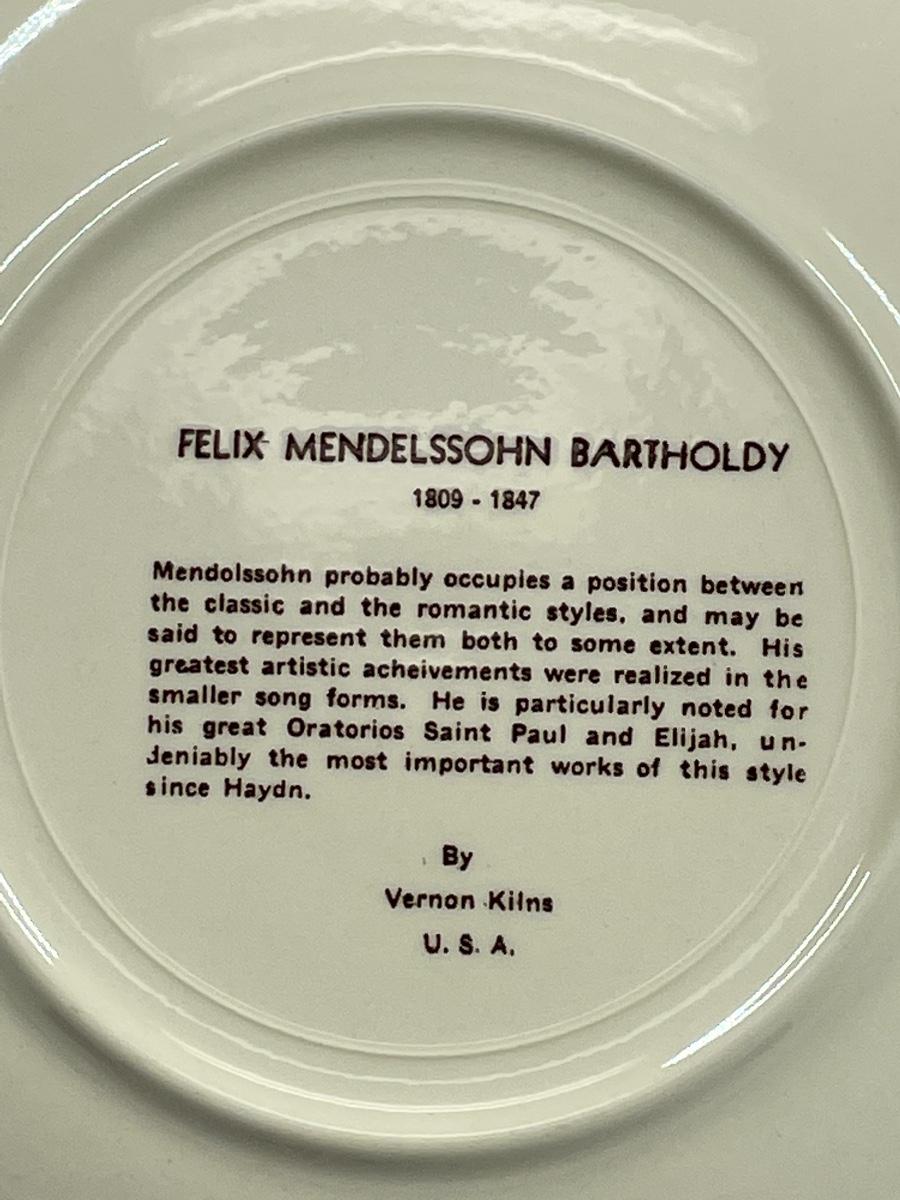 FELIX MENDELSSOHN BARTHOLDY
1809 - 1847
Mendolssohn probably occupies a position between
the classic and the romantic styles, and may be
said to represent them both to some extent. His
greatest artistic acheivements were realized in the
smaller song forms. He is particularly noted for
his great Oratorios Saint Paul and Elijah, un-
deniably the most important works of this style
since Haydn.
By
Vernon Kilns
U. S. A.